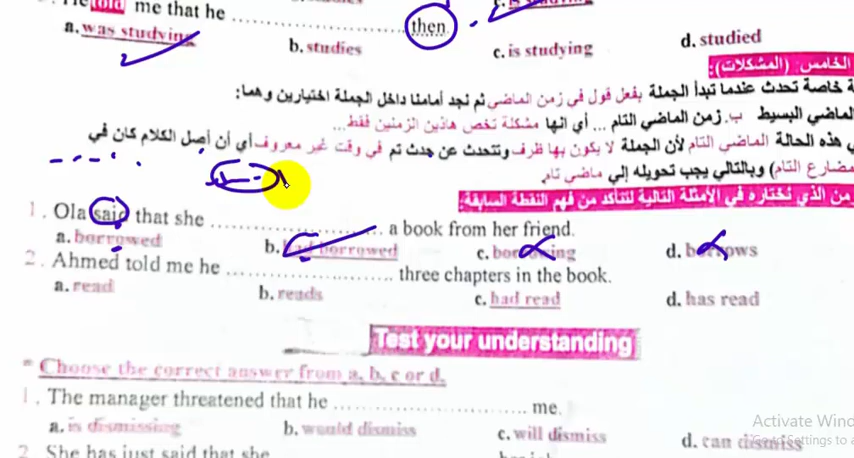 told me that he .................... then.
a. was studying b. studies c. is studying d. studied
الخامس: (المشكلات):
خاصة تحدث عندما تبدأ الجملة بفعل قول في زمن الماضي ثم نجد أمامنا داخل الجملة اختيارين وهما:
الماضي البسيط ب. زمن الماضي التام ... أي انها مشكلة تخص هاذين الزمنين فقط...
هذه الحالة الماضي التام لأن الجملة لا يكون بها ظرف وتتحدث عن حدث تم في وقت غير معروف أي أن أصل الكلام كان في
مضارع التام) وبالتالي يجب تحويله إلي ماضي تام
من الذي تختاره في الأمثلة التالية لتتأكد من فهم النقطة السابقة:
1. Ola said that she .................... a book from her friend.
a. borrowed b. had borrowed c. borrowing d. borrows
2. Ahmed told me he .................... three chapters in the book.
a. read b. reads c. had read d. has read
Test your understanding
* Choose the correct answer from a, b, c or d.
1. The manager threatened that he .................... me.
a. is dismissing b. would dismiss c. will dismiss d. can dismiss
2. She has just said that she
Activate Wind
Go to Settings to a